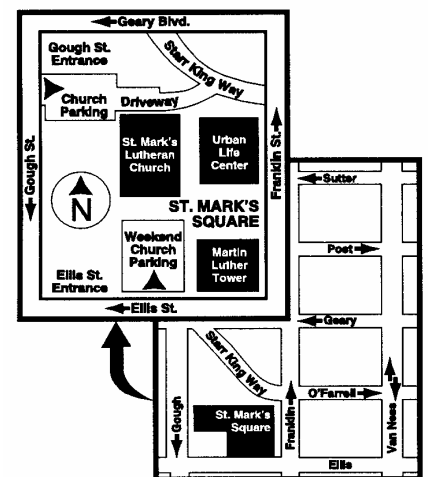 Geary Blvd.
Gough St.
Entrance
Starr King Way
Church
Parking
Driveway
Gough St.
Franklin St.
St. Mark's
Lutheran
Church
Urban
Life
Center
N
ST. MARK'S
SQUARE
Weekend
Church
Parking
Martin
Luther
Tower
Ellis St.
Entrance
Ellis St.
Sutter
Post
Geary
Starr King Way
O'Farrell
Gough
St. Mark's
Square
Franklin
Van Ness
Ellis